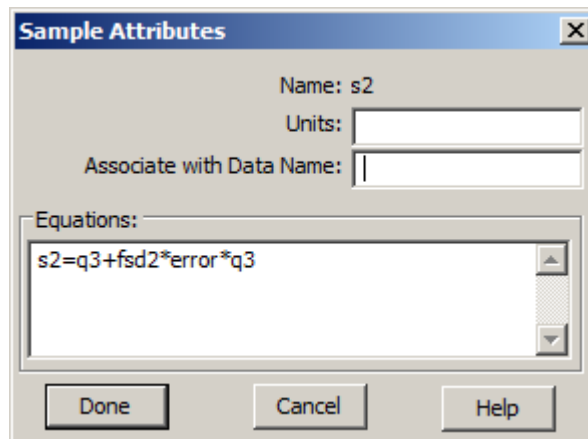 Sample Attributes
Name: s2
Units:
Associate with Data Name:
Equations:
s2=q3+fsd2*error*q3
Done Cancel Help